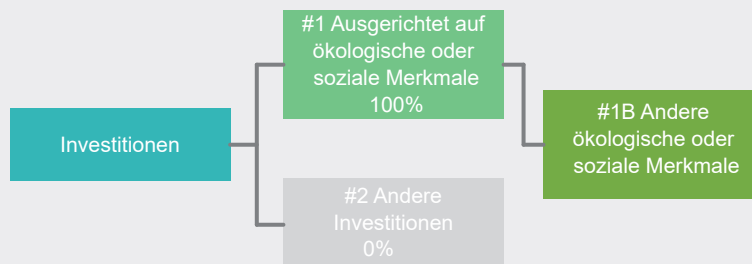 #1 Ausgerichtet auf
ökologische oder
soziale Merkmale
100%
Investitionen
#1B Andere
ökologische oder
soziale Merkmale
#2 Andere
Investitionen
0%